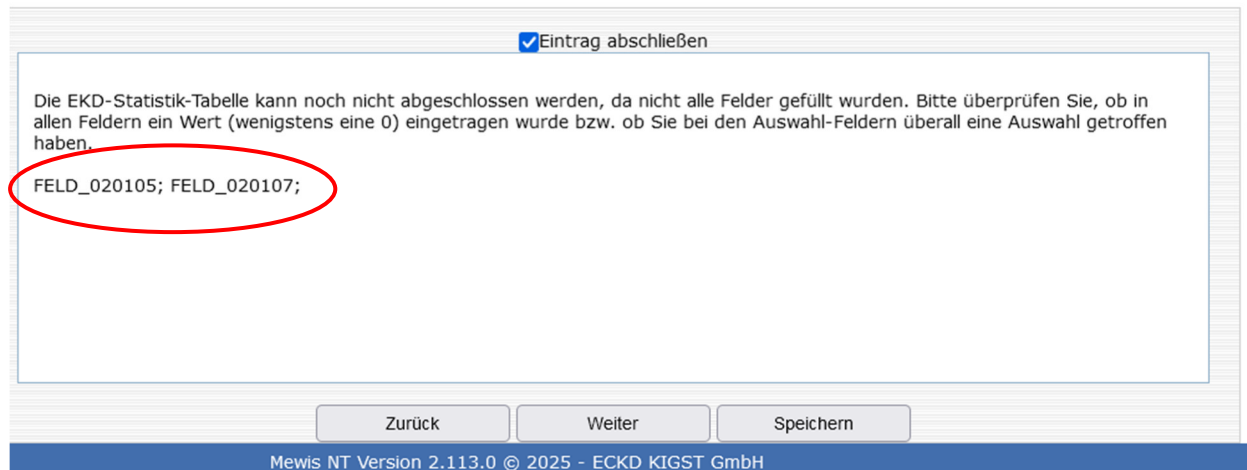 Eintrag abschließen
Die EKD-Statistik-Tabelle kann noch nicht abgeschlossen werden, da nicht alle Felder gefüllt wurden. Bitte überprüfen Sie, ob in
allen Feldern ein Wert (wenigstens eine 0) eingetragen wurde bzw. ob Sie bei den Auswahl-Feldern überall eine Auswahl getroffen
haben.
FELD_020105; FELD_020107;
Zurück Weiter Speichern
Mewis NT Version 2.113.0 © 2025 - ECKD KIGST GmbH